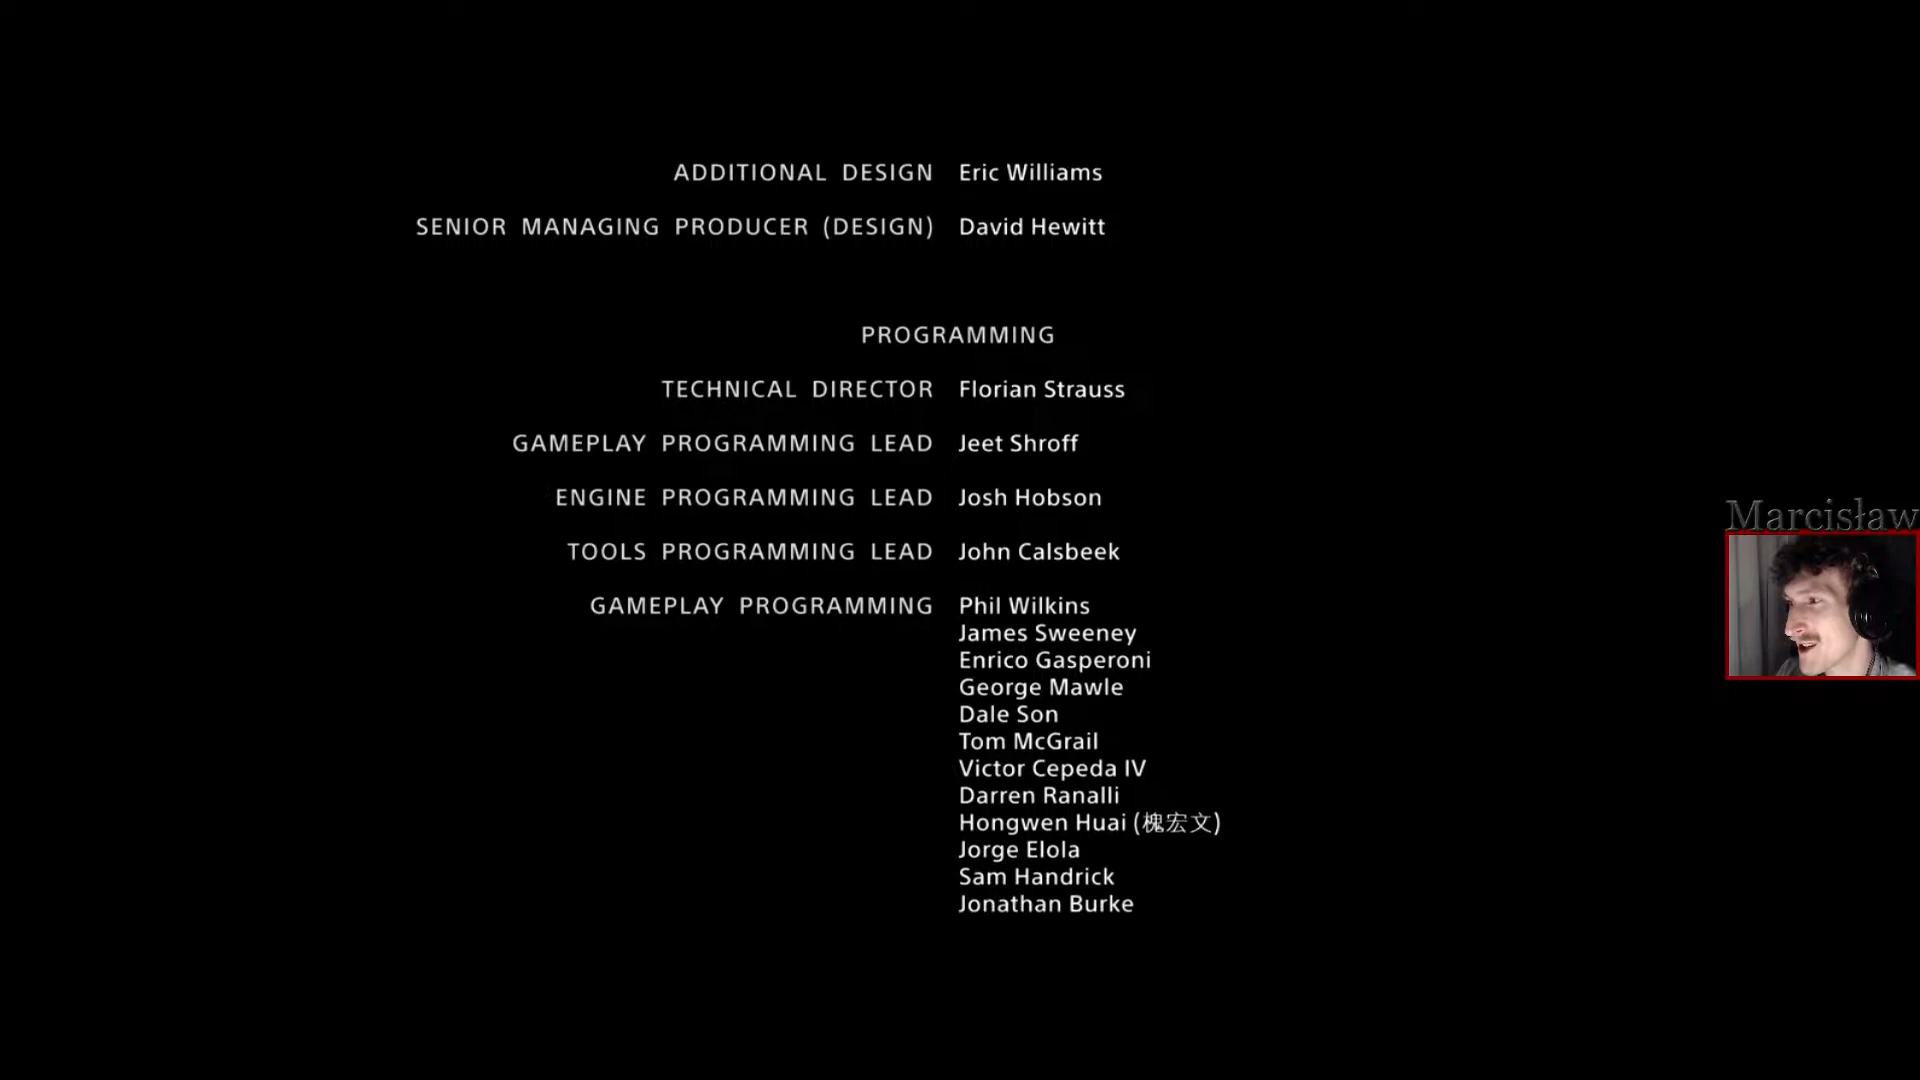 ADDITIONAL DESIGN Eric Williams
SENIOR MANAGING PRODUCER (DESIGN) David Hewitt
PROGRAMMING
TECHNICAL DIRECTOR Florian Strauss
GAMEPLAY PROGRAMMING LEAD Jeet Shroff
ENGINE PROGRAMMING LEAD Josh Hobson
Marcisław
TOOLS PROGRAMMING LEAD John Calsbeek
GAMEPLAY PROGRAMMING Phil Wilkins
James Sweeney
Enrico Gasperoni
George Mawle
Dale Son
Tom McGrail
Victor Cepeda IV
Darren Ranalli
Hongwen Huai (槐宏文)
Jorge Elola
Sam Handrick
Jonathan Burke